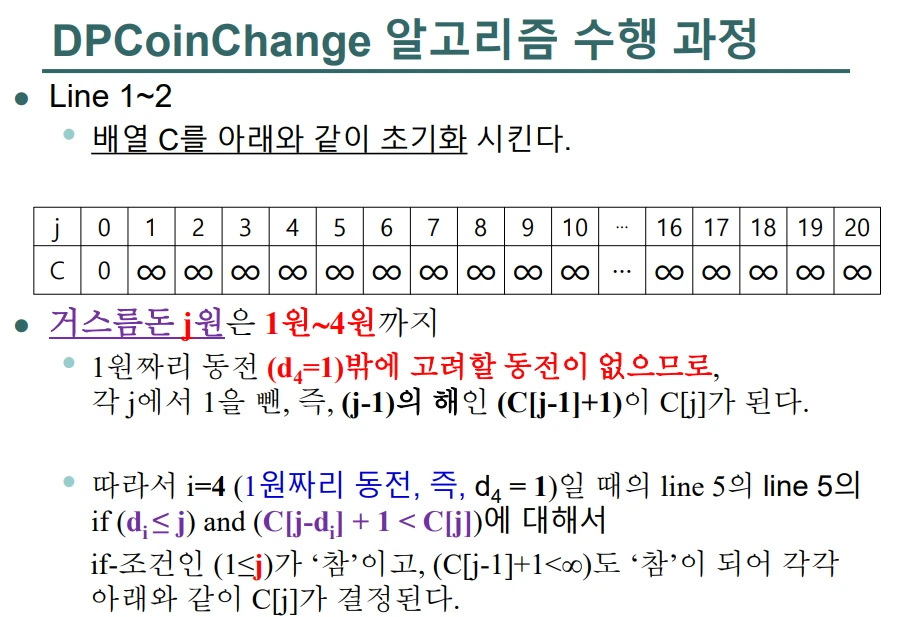 DPCoinChange 알고리즘 수행 과정
● Line 1~2
● 배열 C를 아래와 같이 초기화 시킨다.
j 0 1 2 3 4 5 6 7 8 9 10 ... 16 17 18 19 20
C 0 ∞ ∞ ∞ ∞ ∞ ∞ ∞ ∞ ∞ ∞ ... ∞ ∞ ∞ ∞ ∞
● 거스름돈 j원은 1원~4원까지
● 1원짜리 동전 (d4=1)밖에 고려할 동전이 없으므로,
각 j에서 1을 뺀, 즉, (j-1)의 해인 (C[j-1]+1)이 C[j]가 된다.
● 따라서 i=4 (1원짜리 동전, 즉, d4 = 1)일 때의 line 5의 line 5의
if (di ≤ j) and (C[j-di] + 1 < C[j])에 대해서
if-조건인 (1≤j)가 ‘참’이고, (C[j-1]+1<∞)도 ‘참’이 되어 각각
아래와 같이 C[j]가 결정된다.